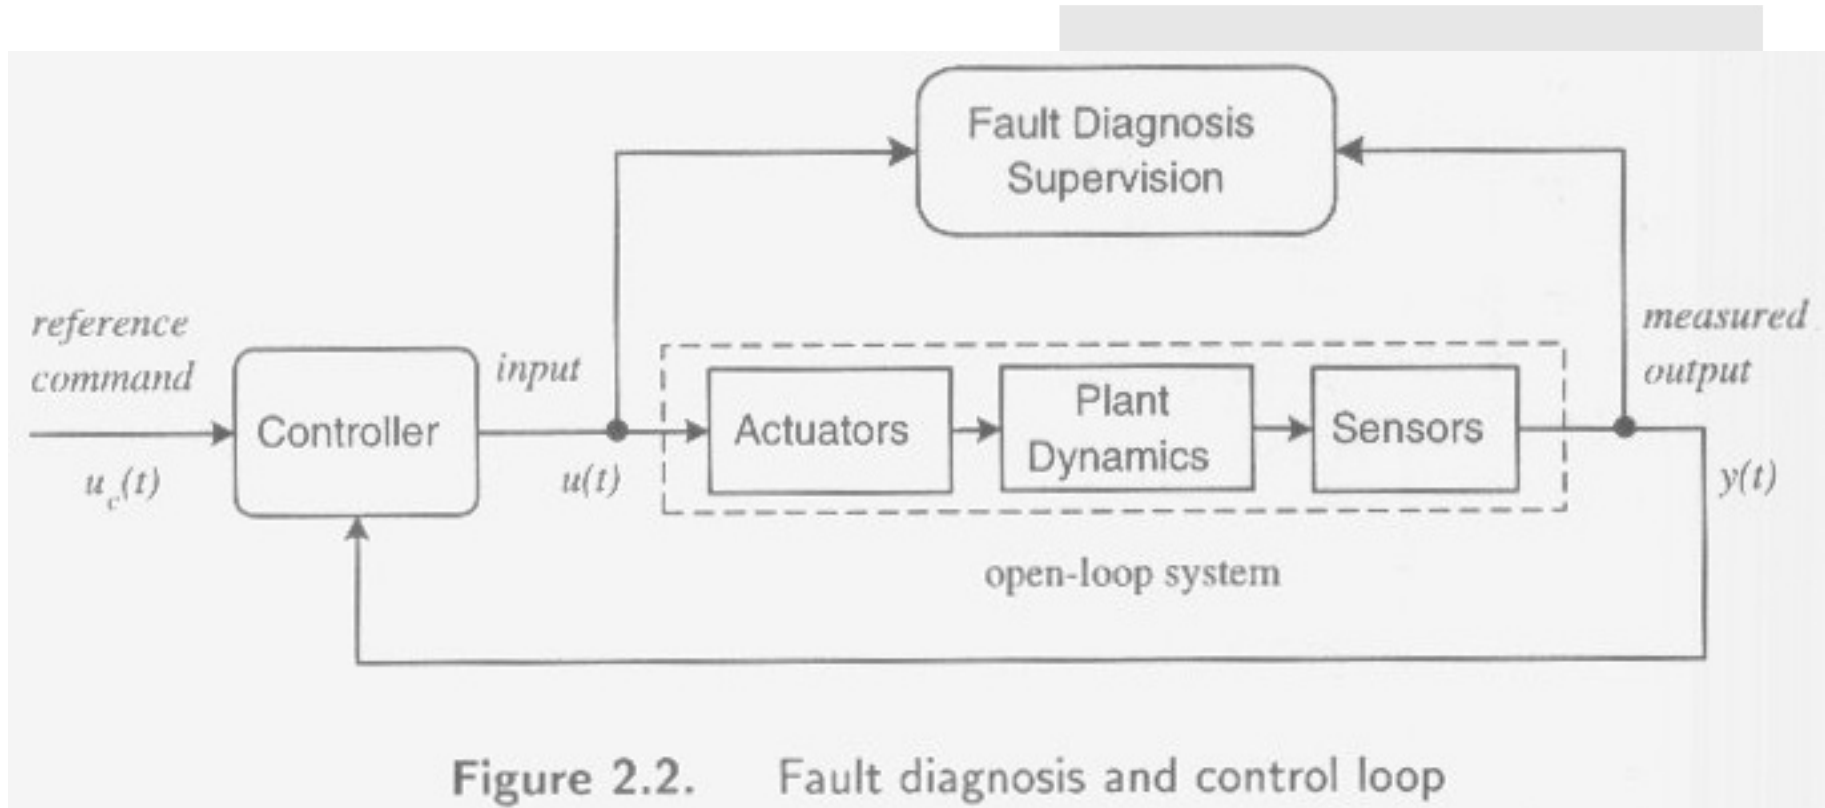 Fault Diagnosis
Supervision
reference
command
u_c(t)
Controller
input
u(t)
Actuators
Plant
Dynamics
Sensors
measured
output
y(t)
open-loop system
Figure 2.2. Fault diagnosis and control loop